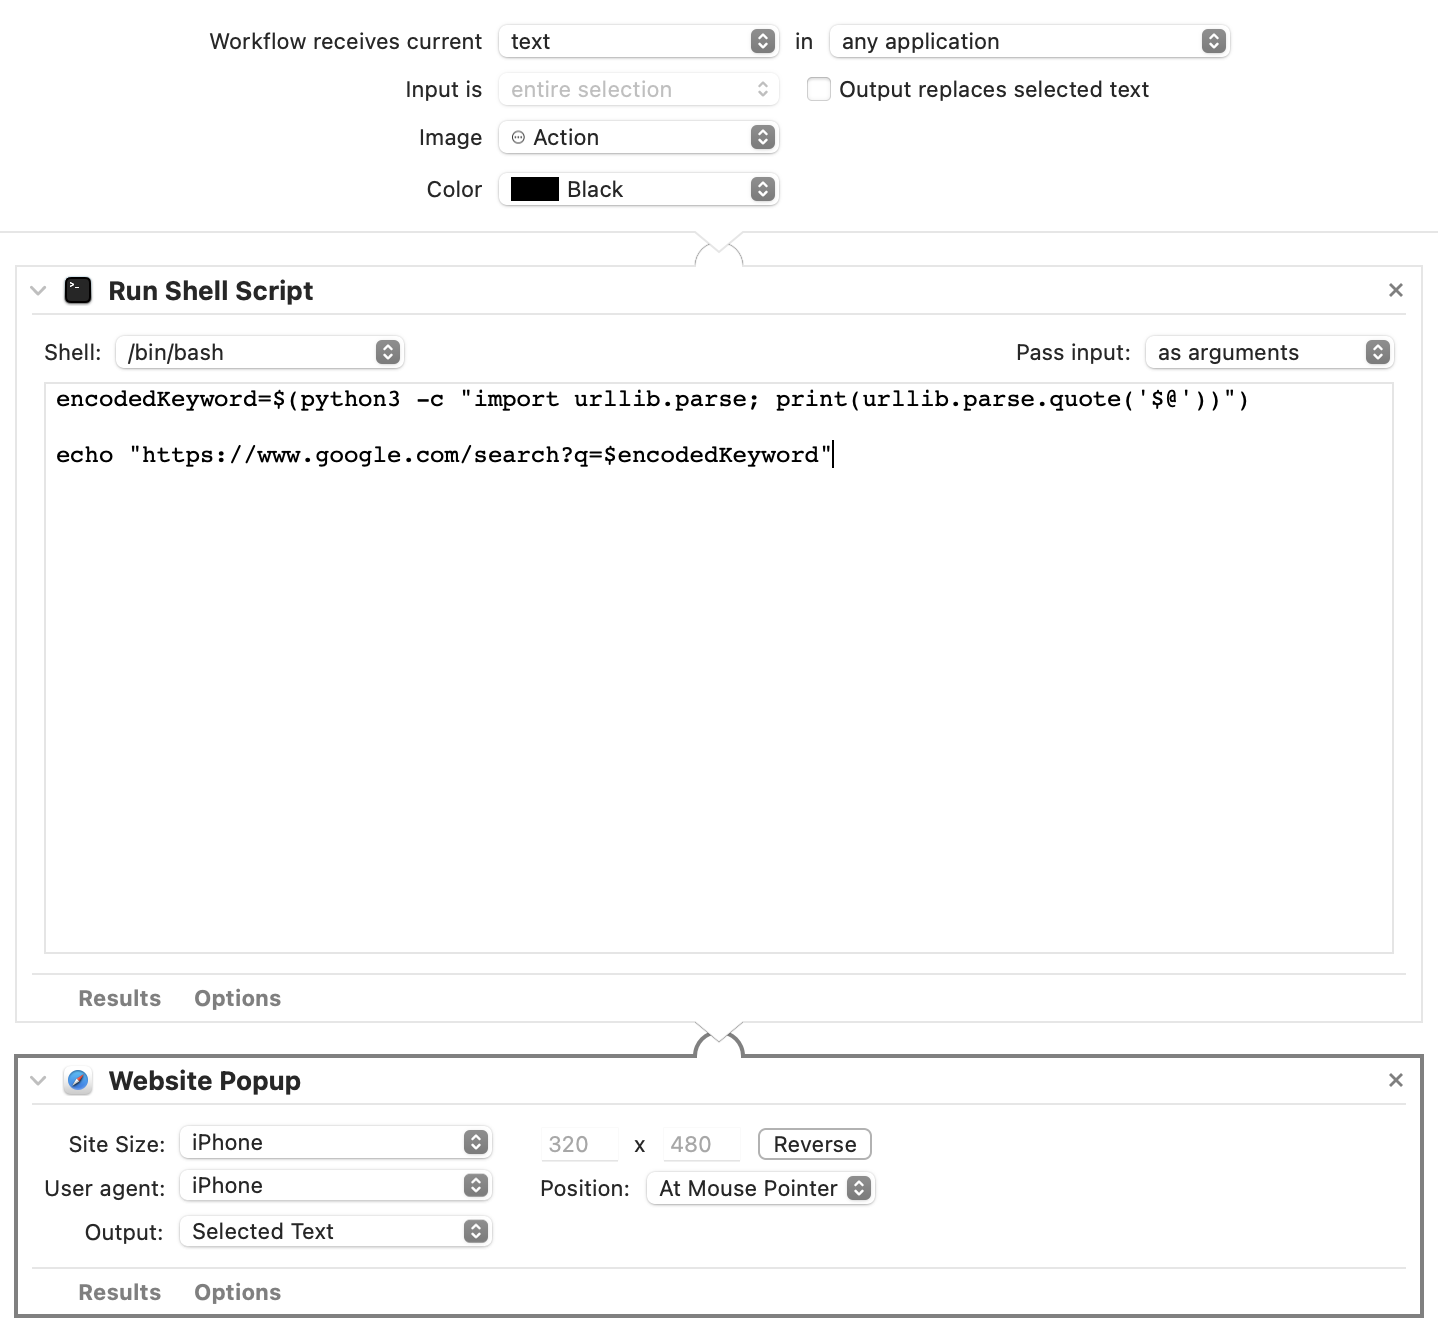 Workflow receives current text in any application
Input is entire selection Output replaces selected text
Image Action
Color Black
Run Shell Script
Shell: /bin/bash Pass input: as arguments
encodedKeyword=$(python3 -c "import urllib.parse; print(urllib.parse.quote('$@'))")
echo "https://www.google.com/search?q=$encodedKeyword"
Results Options
Website Popup
Site Size: iPhone 320 x 480 Reverse
User agent: iPhone Position: At Mouse Pointer
Output: Selected Text
Results Options